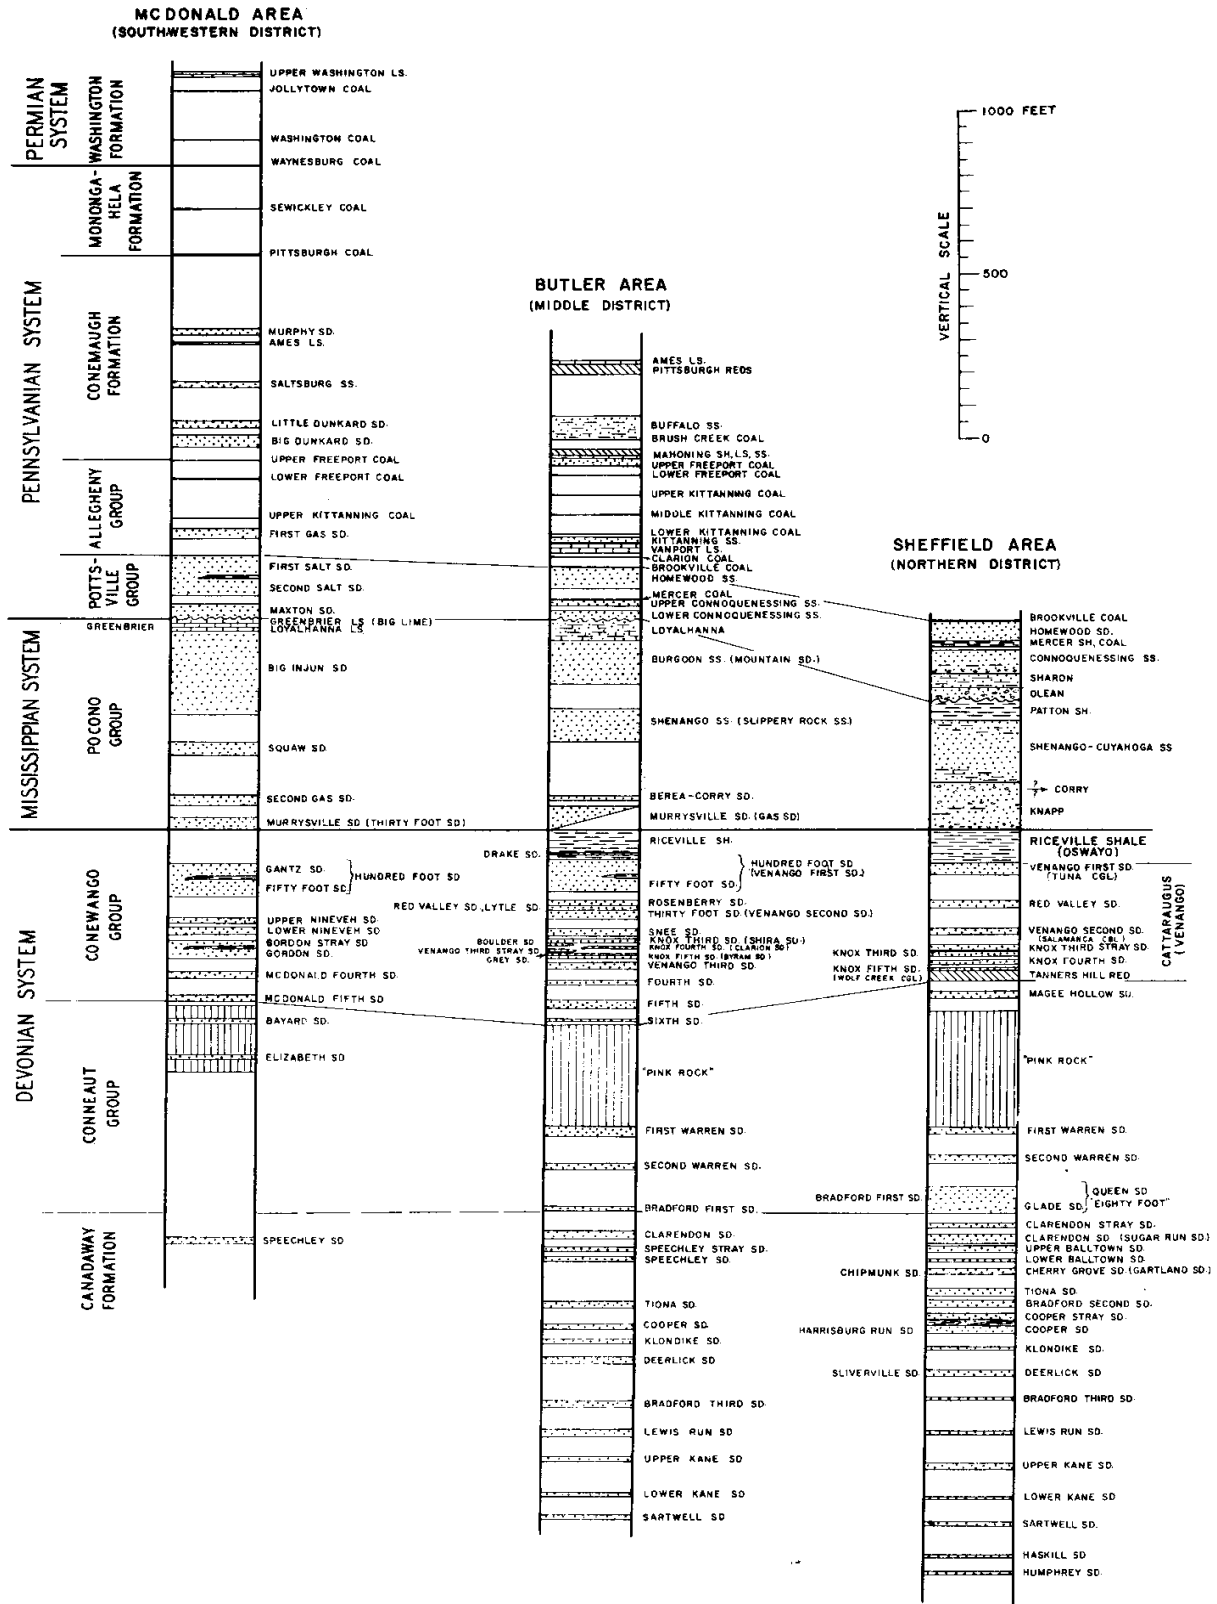 MCDONALD AREA
(SOUTHWESTERN DISTRICT)
PERMIAN
SYSTEM
WASHINGTON
FORMATION
UPPER WASHINGTON LS.
JOLLYTOWN COAL
WASHINGTON COAL
WAYNESBURG COAL
PENNSYLVANIAN SYSTEM
MONONGA-
HELA
FORMATION
SEWICKLEY COAL
PITTSBURGH COAL
CONEMAUGH
FORMATION
MURPHY SD.
AMES LS.
SALTSBURG SS.
LITTLE DUNKARD SD.
BIG DUNKARD SD.
UPPER FREEPORT COAL
ALLEGHENY
GROUP
LOWER FREEPORT COAL
UPPER KITTANNING COAL
FIRST GAS SD.
POTTS-
VILLE
GROUP
FIRST SALT SD.
SECOND SALT SD.
MAXTON SD.
MISSISSIPPIAN SYSTEM
GREENBRIER
GREENBRIER LS (BIG LIME)
LOYALHANNA LS.
POCONO
GROUP
BIG INJUN SD
SQUAW SD.
SECOND GAS SD.
MURRYSVILLE SD (THIRTY FOOT SD)
DEVONIAN SYSTEM
CONEWANGO
GROUP
GANTZ SD.
FIFTY FOOT SD.
HUNDRED FOOT SD
UPPER NINEVEH SD.
LOWER NINEVEH SD.
GORDON STRAY SD
GORDON SD.
MCDONALD FOURTH SD.
MCDONALD FIFTH SD
CONNEAUT
GROUP
BAYARD SD.
ELIZABETH SD
CANADAWAY
FORMATION
SPEECHLEY SD
BUTLER AREA
(MIDDLE DISTRICT)
AMES LS.
PITTSBURGH REDS
BUFFALO SS.
BRUSH CREEK COAL
MAHONING SH, LS, SS.
UPPER FREEPORT COAL
LOWER FREEPORT COAL
UPPER KITTANNING COAL
MIDDLE KITTANNING COAL
LOWER KITTANNING COAL
KITTANNING SS.
VANPORT LS.
CLARION COAL
BROOKVILLE COAL
HOMEWOOD SS.
MERCER COAL
UPPER CONNOQUENESSING SS.
LOWER CONNOQUENESSING SS.
LOYALHANNA
BURGOON SS. (MOUNTAIN SD.)
SHENANGO SS (SLIPPERY ROCK SS.)
BEREA-CORRY SD.
MURRYSVILLE SD. (GAS SD)
RICEVILLE SH.
DRAKE SD.
HUNDRED FOOT SD
(VENANGO FIRST SD.)
FIFTY FOOT SD.
RED VALLEY SD., LYTLE SD.
ROSENBERRY SD.
THIRTY FOOT SD. (VENANGO SECOND SD.)
SNEE SD.
BOULDER SD
KNOX THIRD SD. (SHIRA SD.)
VENANGO THIRD STRAY SD
KNOX FOURTH SD. (CLARION SD)
GREY SD.
KNOX FIFTH SD (BYRAM SD)
VENANGO THIRD SD.
FOURTH SD.
FIFTH SD.
SIXTH SD.
"PINK ROCK"
FIRST WARREN SD.
SECOND WARREN SD.
BRADFORD FIRST SD.
CLARENDON SD.
SPEECHLEY STRAY SD.
SPEECHLEY SD.
TIONA SD.
COOPER SD.
KLONDIKE SD.
DEERLICK SD
BRADFORD THIRD SD.
LEWIS RUN SD
UPPER KANE SD
LOWER KANE SD
SARTWELL SD
VERTICAL SCALE
1000 FEET
500
0
SHEFFIELD AREA
(NORTHERN DISTRICT)
BROOKVILLE COAL
HOMEWOOD SD.
MERCER SH, COAL
CONNOQUENESSING SS.
SHARON
OLEAN
PATTON SH.
SHENANGO-CUYAHOGA SS
? CORRY
KNAPP
RICEVILLE SHALE
(OSWAYO)
CATTARAUGUS
(VENANGO)
VENANGO FIRST SD.
(TUNA CGL)
RED VALLEY SD.
VENANGO SECOND SD.
(SALAMANCA CGL)
KNOX THIRD STRAY SD.
KNOX THIRD SD.
KNOX FOURTH SD.
KNOX FIFTH SD.
(WOLF CREEK CGL)
TANNERS HILL RED
MAGEE HOLLOW SD.
"PINK ROCK"
FIRST WARREN SD.
SECOND WARREN SD.
BRADFORD FIRST SD.
QUEEN SD
GLADE SD. "EIGHTY FOOT"
CLARENDON STRAY SD.
CLARENDON SD (SUGAR RUN SD.)
UPPER BALLTOWN SD.
LOWER BALLTOWN SD.
CHIPMUNK SD.
CHERRY GROVE SD. (GARTLAND SD.)
TIONA SD.
BRADFORD SECOND SD.
COOPER STRAY SD.
HARRISBURG RUN SD
COOPER SD
KLONDIKE SD.
SLIVERVILLE SD.
DEERLICK SD
BRADFORD THIRD SD.
LEWIS RUN SD.
UPPER KANE SD.
LOWER KANE SD
SARTWELL SD.
HASKILL SD
HUMPHREY SD.